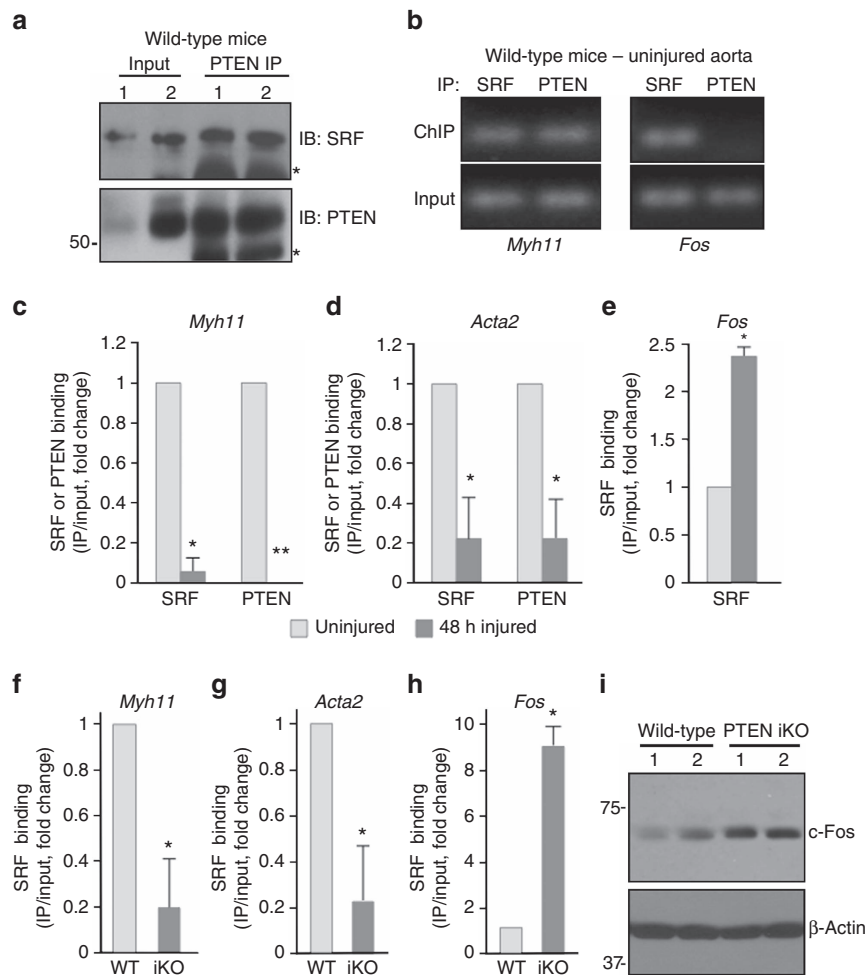 a
Wild-type mice
Input PTEN IP
1 2 1 2
IB: SRF
*
IB: PTEN
50-
*
b
Wild-type mice – uninjured aorta
IP: SRF PTEN SRF PTEN
ChIP
Input
Myh11 Fos
c
Myh11
SRF or PTEN binding
(IP/input, fold change)
1.2
1
0.8
0.6
0.4
0.2
0
*
**
SRF PTEN
d
Acta2
SRF or PTEN binding
(IP/input, fold change)
1.2
1
0.8
0.6
0.4
0.2
0
*
*
SRF PTEN
e
Fos
SRF binding
(IP/input, fold change)
2.5
2
1
0
*
SRF
Uninjured 48 h injured
f
Myh11
SRF binding
(IP/input, fold change)
1
0.8
0.6
0.4
0.2
0
*
WT iKO
g
Acta2
SRF binding
(IP/input, fold change)
1
0.8
0.6
0.4
0.2
0
*
WT iKO
h
Fos
SRF binding
(IP/input, fold change)
10
8
6
4
2
0
*
WT iKO
i
Wild-type PTEN iKO
1 2 1 2
75-
c-Fos
β-Actin
37-